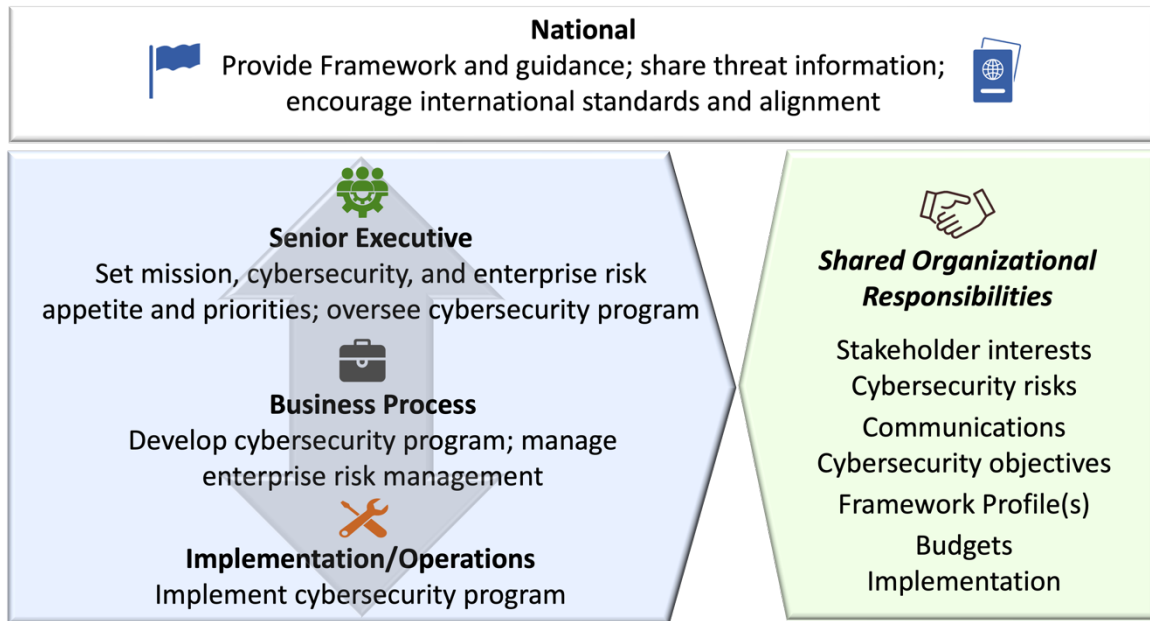 National
Provide Framework and guidance; share threat information;
encourage international standards and alignment
Senior Executive
Set mission, cybersecurity, and enterprise risk
appetite and priorities; oversee cybersecurity program
Business Process
Develop cybersecurity program; manage
enterprise risk management
Implementation/Operations
Implement cybersecurity program
Shared Organizational
Responsibilities
Stakeholder interests
Cybersecurity risks
Communications
Cybersecurity objectives
Framework Profile(s)
Budgets
Implementation